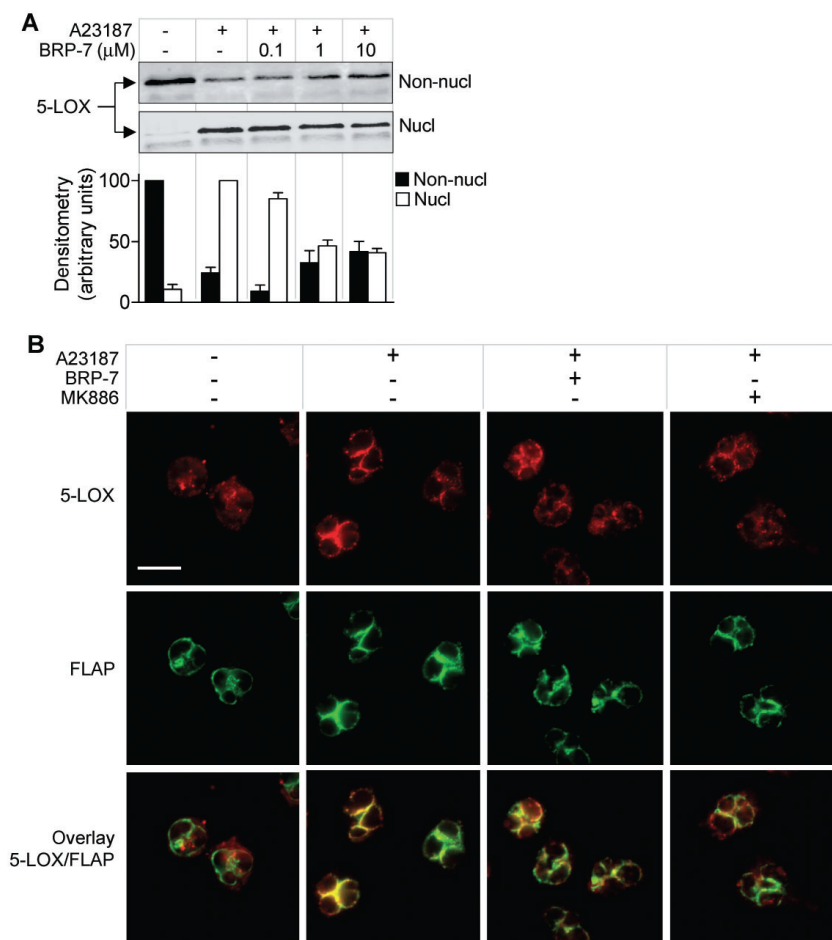 A
A23187 - + + + +
BRP-7 (μM) - - 0.1 1 10
5-LOX
Non-nucl
Nucl
Densitometry
(arbitrary units)
100
50
0
Non-nucl
Nucl
B
A23187 - + + +
BRP-7 - - + -
MK886 - - - +
5-LOX
FLAP
Overlay
5-LOX/FLAP